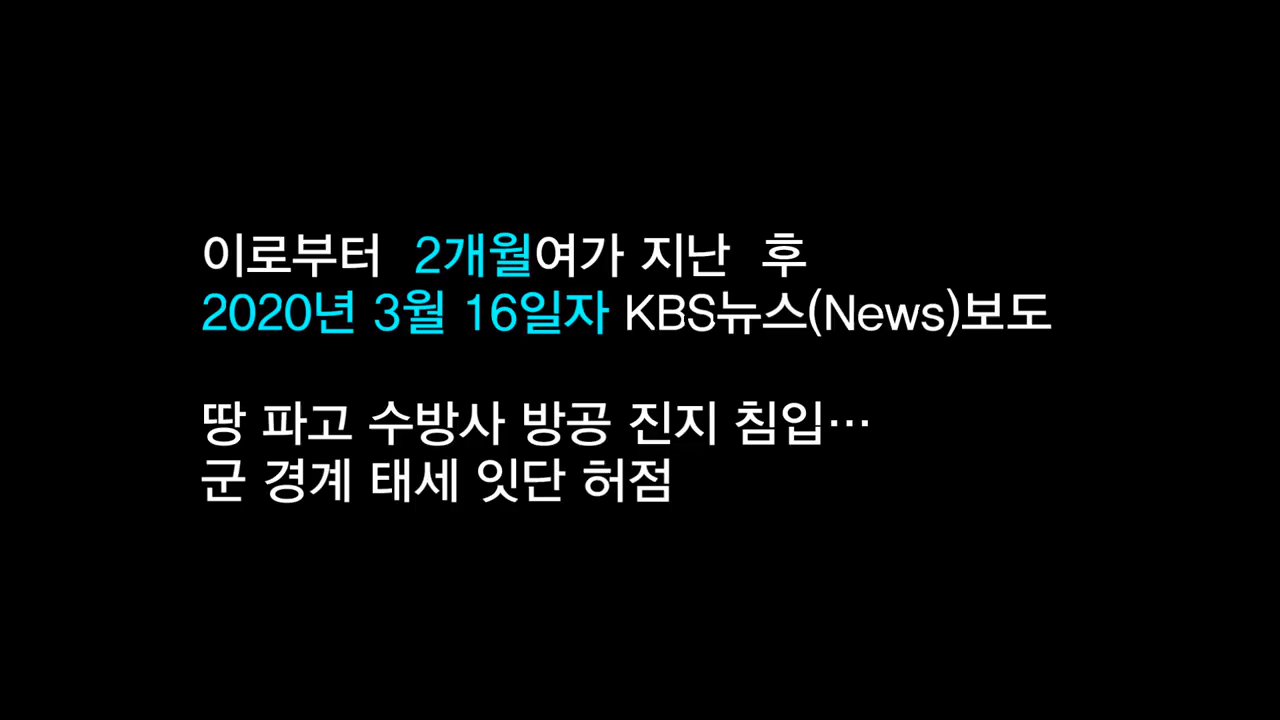 이로부터 2개월여가 지난 후
2020년 3월 16일자 KBS뉴스(News)보도
땅 파고 수방사 방공 진지 침입…
군 경계 태세 잇단 허점